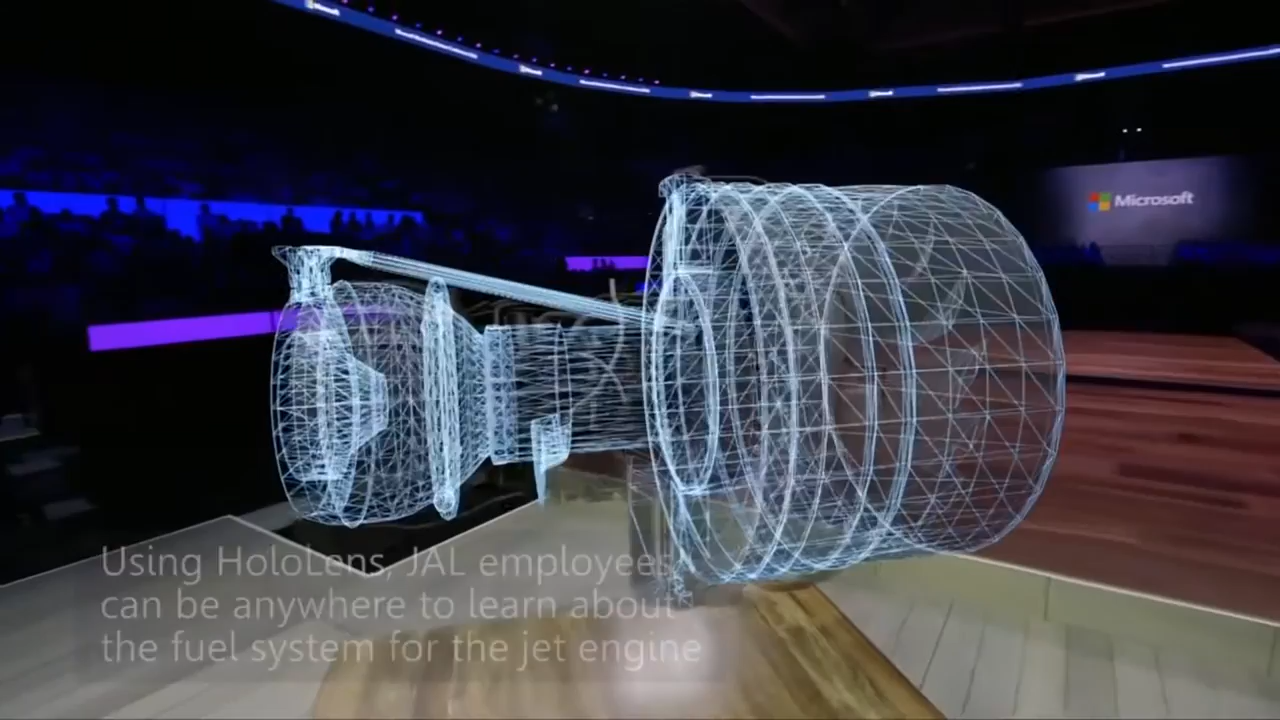 Microsoft
Using HoloLens, JAL employees
can be anywhere to learn about
the fuel system for the jet engine